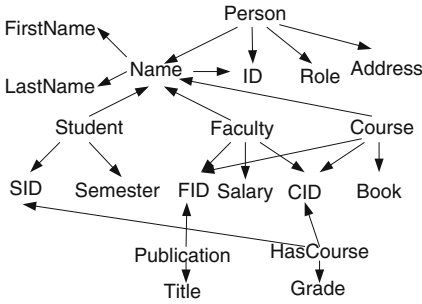 Person
FirstName
Name
ID
Role
Address
LastName
Student
Faculty
Course
SID
Semester
FID
Salary
CID
Book
Publication
HasCourse
Title
Grade